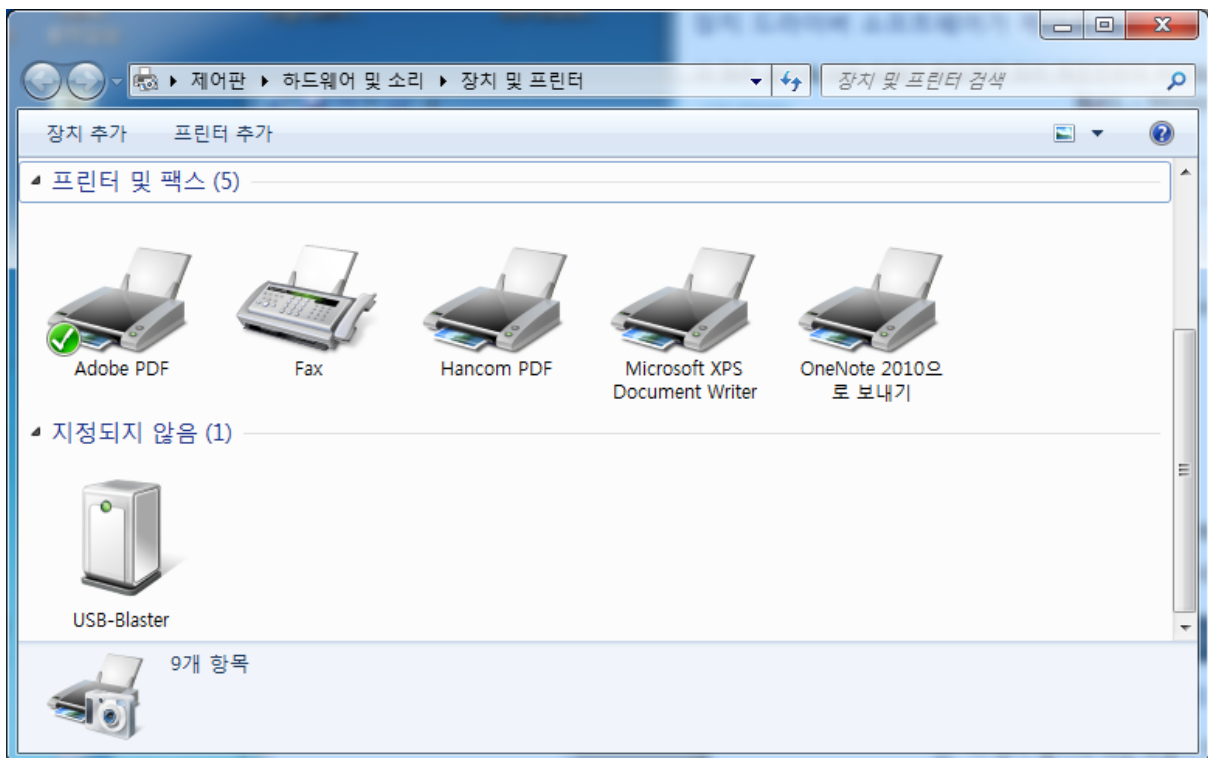 제어판 ▸ 하드웨어 및 소리 ▸ 장치 및 프린터
장치 및 프린터 검색
장치 추가 프린터 추가
프린터 및 팩스 (5)
Adobe PDF
Fax
Hancom PDF
Microsoft XPS
Document Writer
OneNote 2010으
로 보내기
지정되지 않음 (1)
USB-Blaster
9개 항목